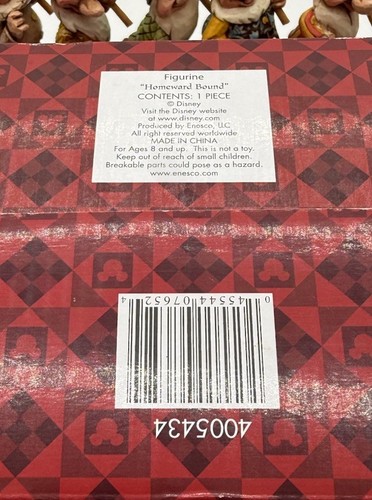 Figurine
"Homeward Bound"
CONTENTS: 1 PIECE
© Disney
Visit the Disney website
at www.disney.com
Produced by Enesco, LLC
All right reserved worldwide
MADE IN CHINA
For Ages 8 and up. This is not a toy.
Keep out of reach of small children.
Breakable parts could pose as a hazard.
www.enesco.com
0 45544 07652 4
4005434